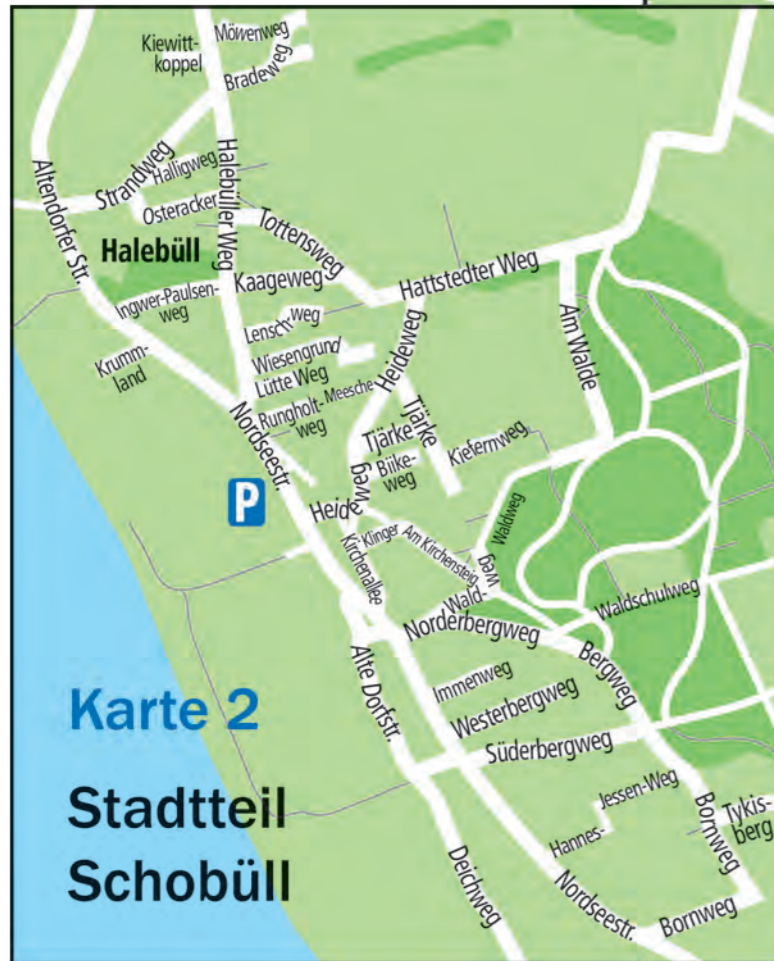 Möwenweg
Kiewitt-
koppel
Bradeweg
Altendorfer Str.
Strandweg
Halligweg
Osteracker
Halebüller Weg
Tottensweg
Halebüll
Kaageweg
Hattstedter Weg
Ingwer-Paulsen-
weg
Lensch-Weg
Krumm-
land
Wiesengrund
Lütte Weg
Heideweg
Am Walde
Meesche
Rungholt-
weg
Nordseestr.
Tjärke
Tjärke
Biike-
weg
Kiefernweg
P
Heide
weg
Klinger
Am Kirchensteig
Kirchenallee
Waldweg
Wald-
weg
Waldschulweg
Norderbergweg
Bergweg
Alte Dorfstr.
Immenweg
Westerbergweg
Süderbergweg
Karte 2
Stadtteil
Schobüll
Jessen-Weg
Hannes-
Bornweg
Tykis-
berg
Deichweg
Nordseestr.
Bornweg